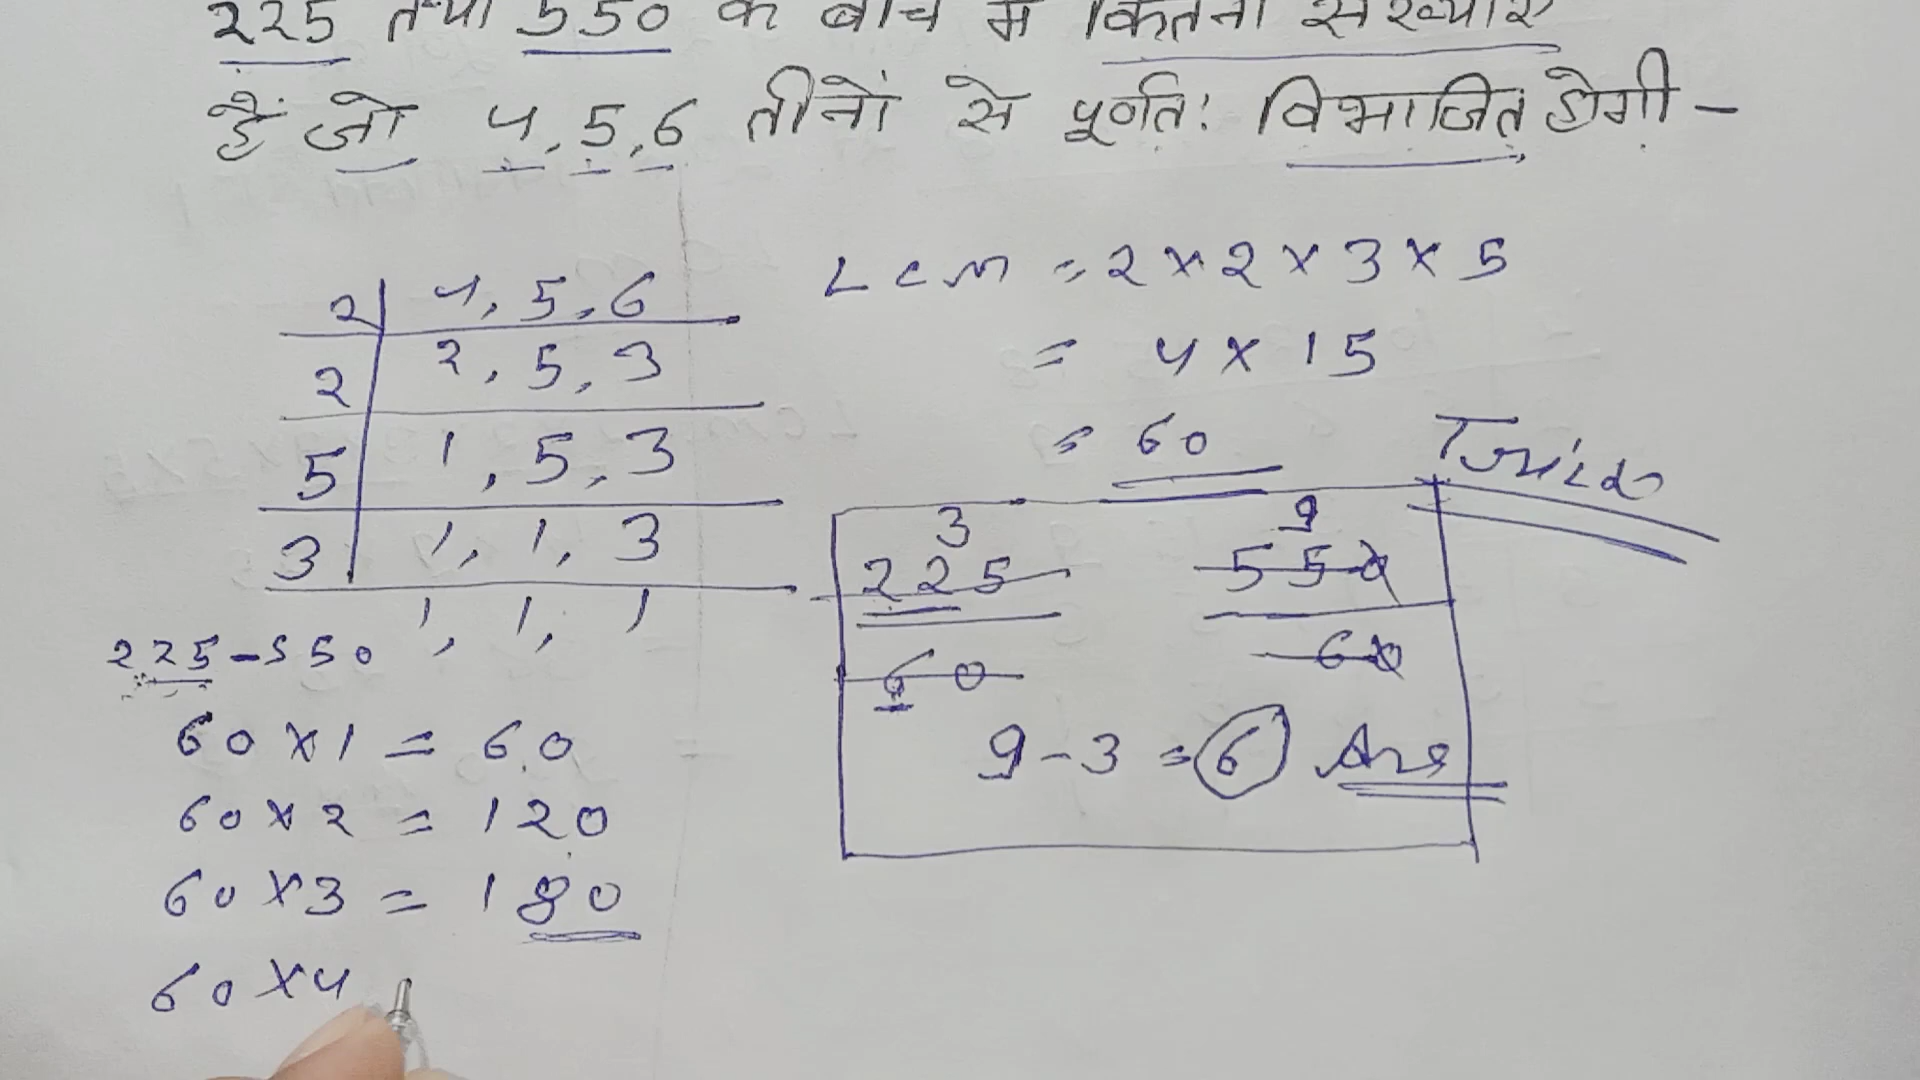 225 तथा 550 के बीच में कितनी संख्याएं
हैं जो 4,5,6 तीनों से पूर्णत: विभाजित होगी -
2 | 4, 5, 6
2 | 2, 5, 3
5 | 1, 5, 3
3 | 1, 1, 3
1, 1, 1
LCM = 2 × 2 × 3 × 5
= 4 × 15
= 60
Trick
3 9
225 550
60 60
9 - 3 = 6 Ans
225 - 550
60 × 1 = 60
60 × 2 = 120
60 × 3 = 180
60 × 4